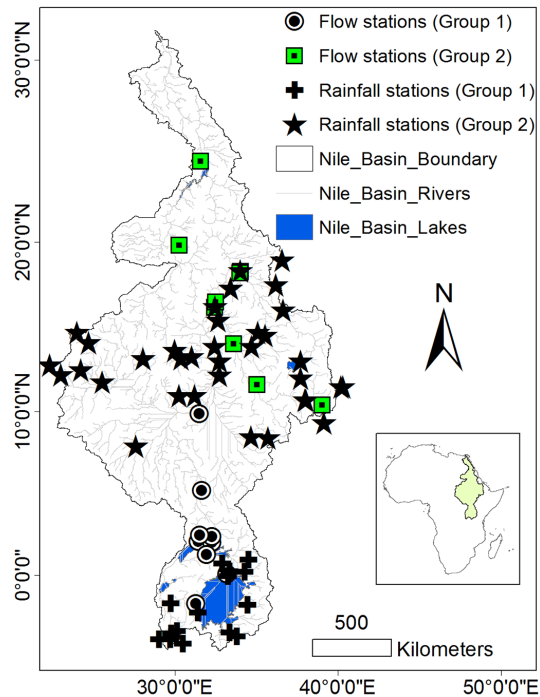 Flow stations (Group 1)
Flow stations (Group 2)
Rainfall stations (Group 1)
Rainfall stations (Group 2)
Nile_Basin_Boundary
Nile_Basin_Rivers
Nile_Basin_Lakes
30°0'0"N
20°0'0"N
10°0'0"N
0°0'0"
N
500
Kilometers
30°0'0"E
40°0'0"E
50°0'0"E